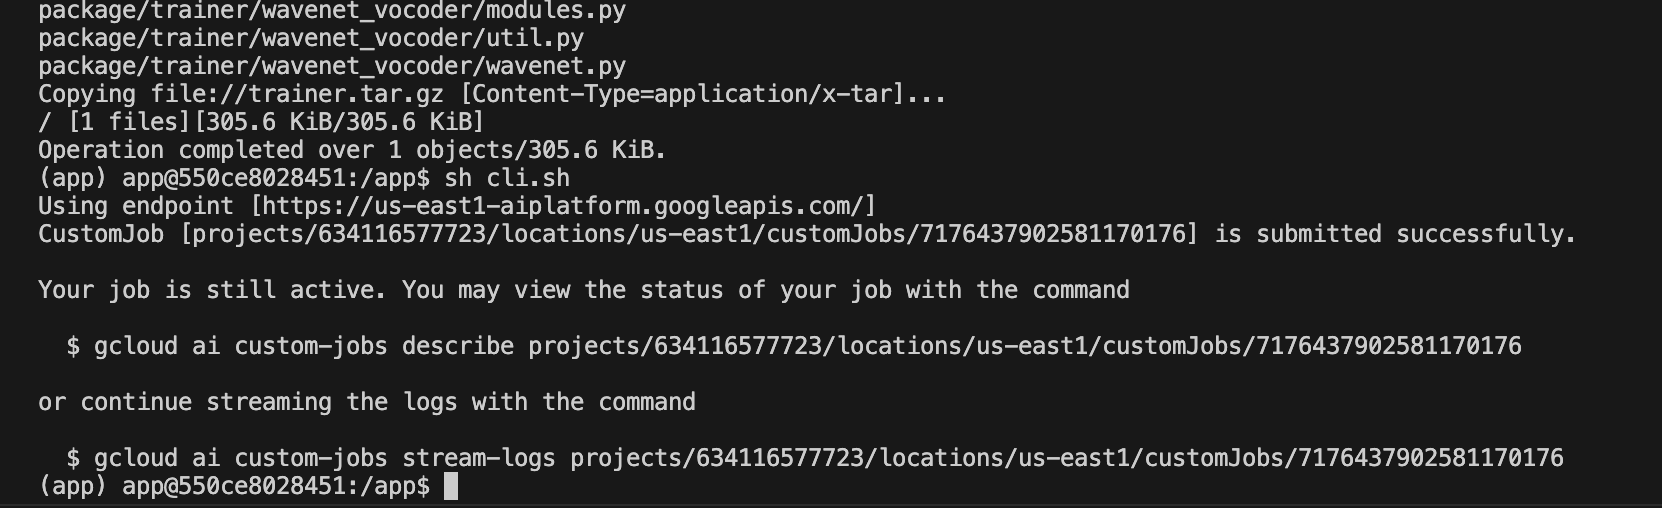 package/trainer/wavenet_vocoder/modules.py
package/trainer/wavenet_vocoder/util.py
package/trainer/wavenet_vocoder/wavenet.py
Copying file://trainer.tar.gz [Content-Type=application/x-tar]...
/ [1 files][305.6 KiB/305.6 KiB]
Operation completed over 1 objects/305.6 KiB.
(app) app@550ce8028451:/app$ sh cli.sh
Using endpoint [https://us-east1-aiplatform.googleapis.com/]
CustomJob [projects/634116577723/locations/us-east1/customJobs/7176437902581170176] is submitted successfully.
Your job is still active. You may view the status of your job with the command
$ gcloud ai custom-jobs describe projects/634116577723/locations/us-east1/customJobs/7176437902581170176
or continue streaming the logs with the command
$ gcloud ai custom-jobs stream-logs projects/634116577723/locations/us-east1/customJobs/7176437902581170176
(app) app@550ce8028451:/app$